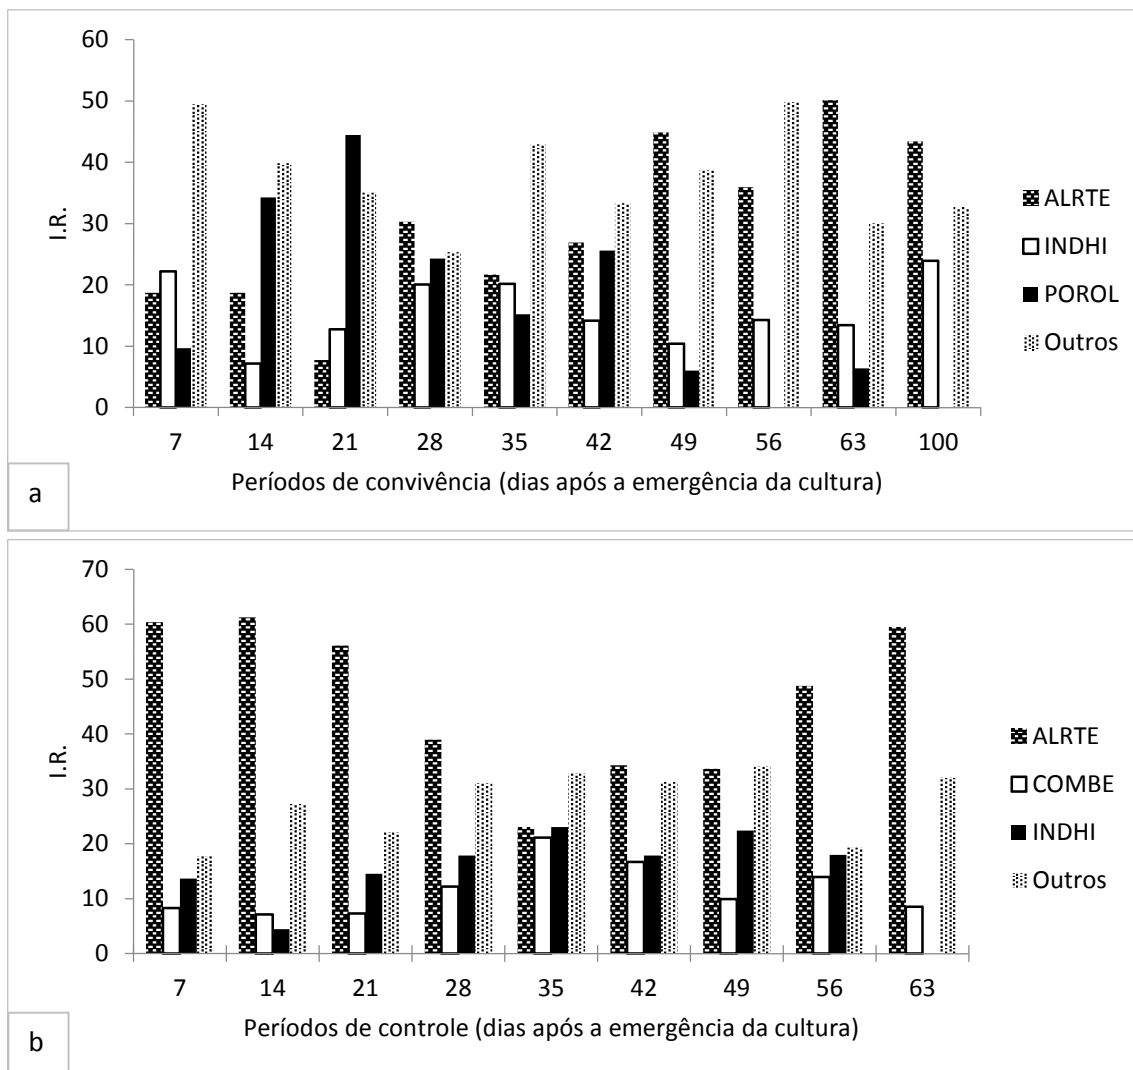 60
50
40
30
20
10
0
I.R.
7 14 21 28 35 42 49 56 63 100
Períodos de convivência (dias após a emergência da cultura)
ALRTE
INDHI
POROL
Outros
a
70
60
50
40
30
20
10
0
I.R.
7 14 21 28 35 42 49 56 63
Períodos de controle (dias após a emergência da cultura)
ALRTE
COMBE
INDHI
Outros
b